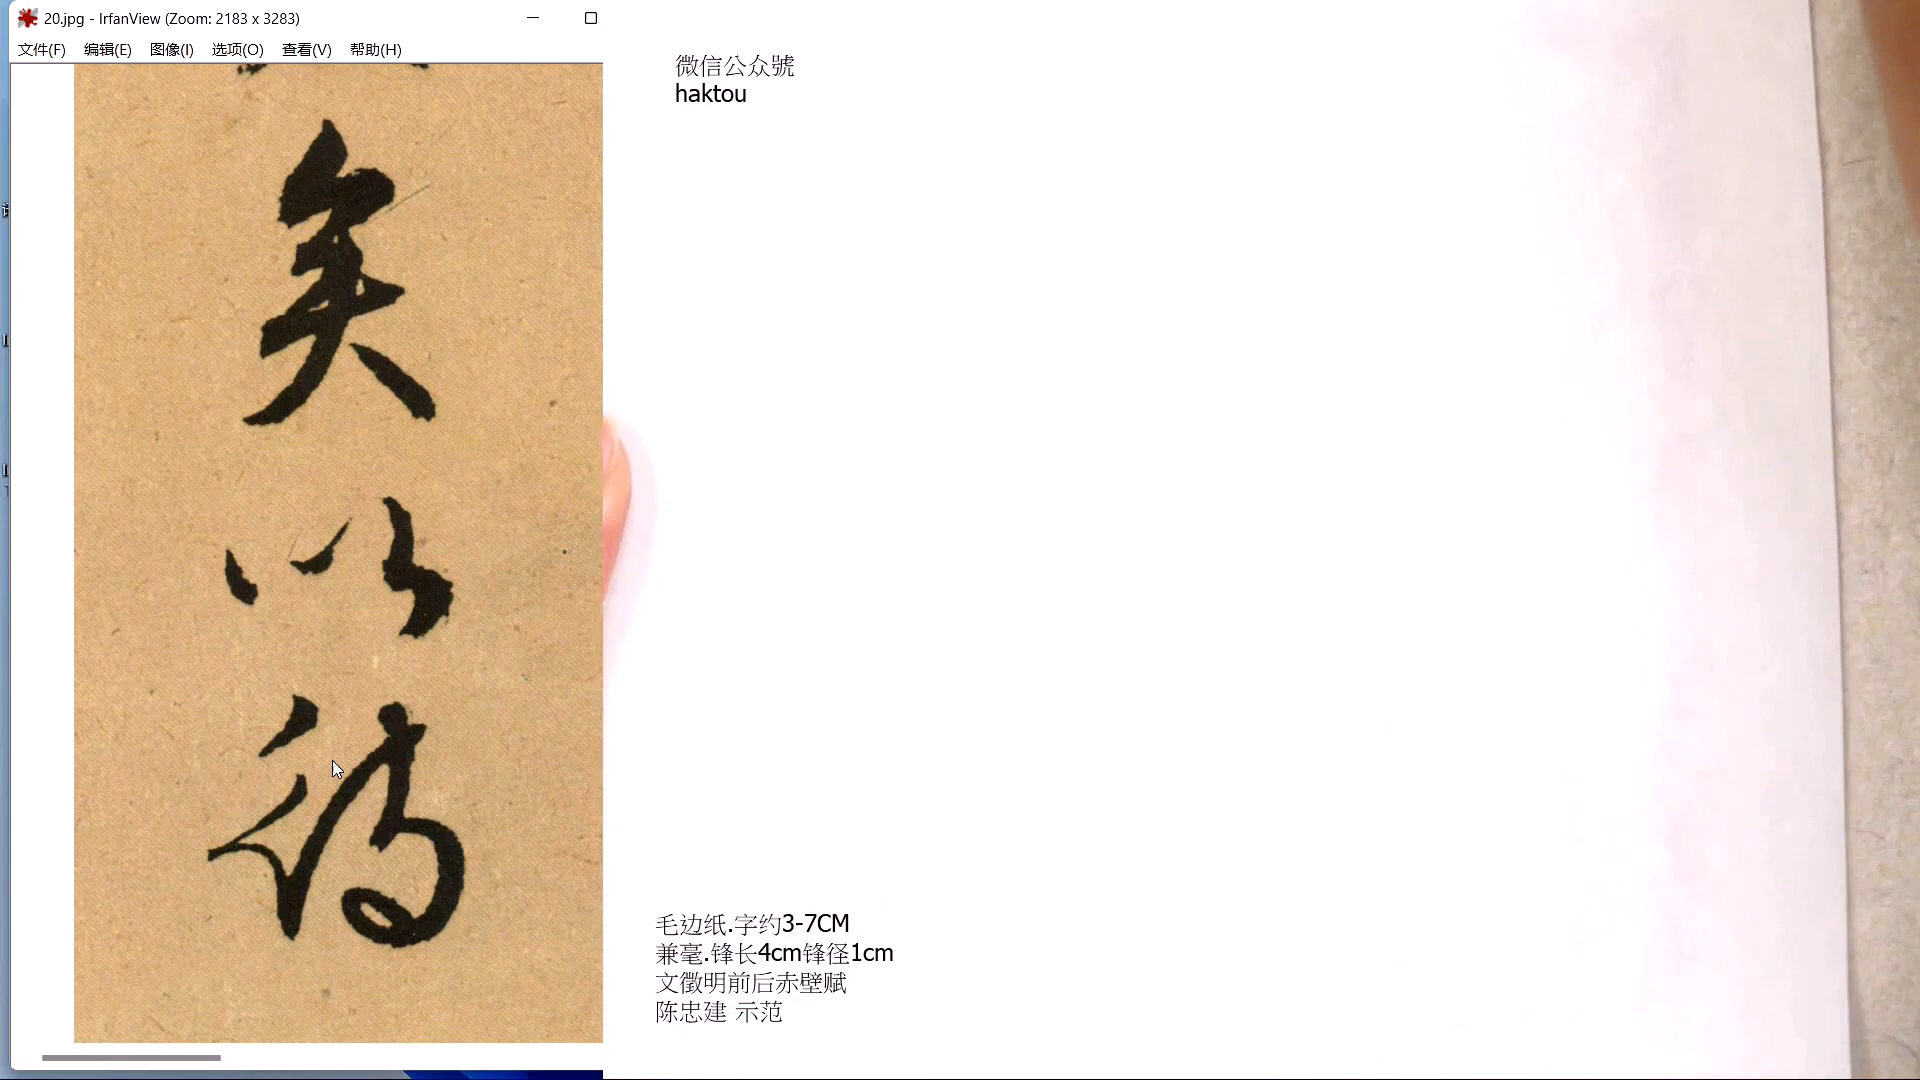 20.jpg - IrfanView (Zoom: 2183 x 3283)
文件(F) 编辑(E) 图像(I) 选项(O) 查看(V) 帮助(H)
矣以待
微信公众號
haktou
毛边纸.字约3-7CM
兼毫.锋长4cm锋径1cm
文徵明前后赤壁赋
陈忠建 示范